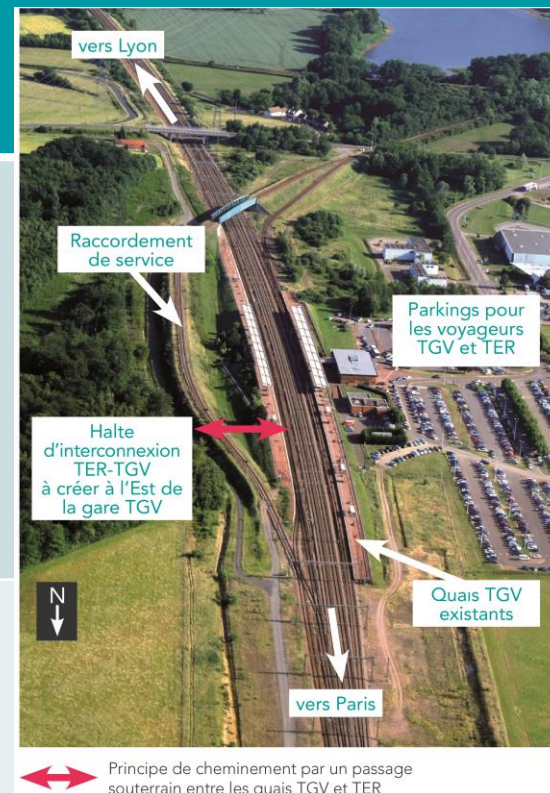 vers Lyon
Raccordement
de service
Parkings pour
les voyageurs
TGV et TER
Halte
d'interconnexion
TER-TGV
à créer à l'Est de
la gare TGV
N
Quais TGV
existants
vers Paris
Principe de cheminement par un passage
souterrain entre les quais TGV et TER